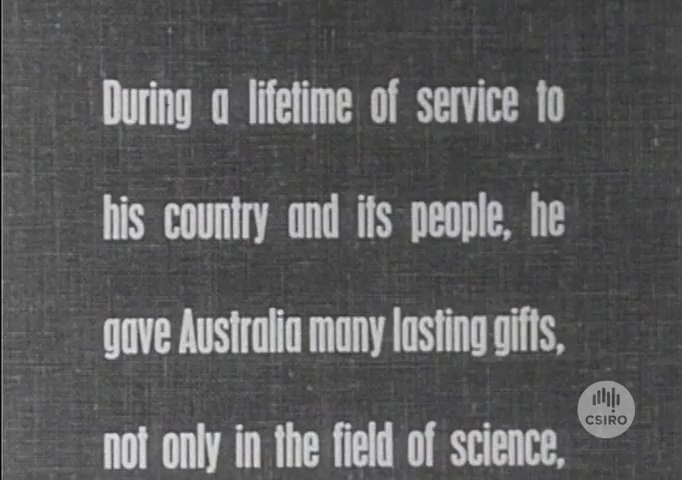 During a lifetime of service to
his country and its people, he
gave Australia many lasting gifts,
not only in the field of science,
CSIRO